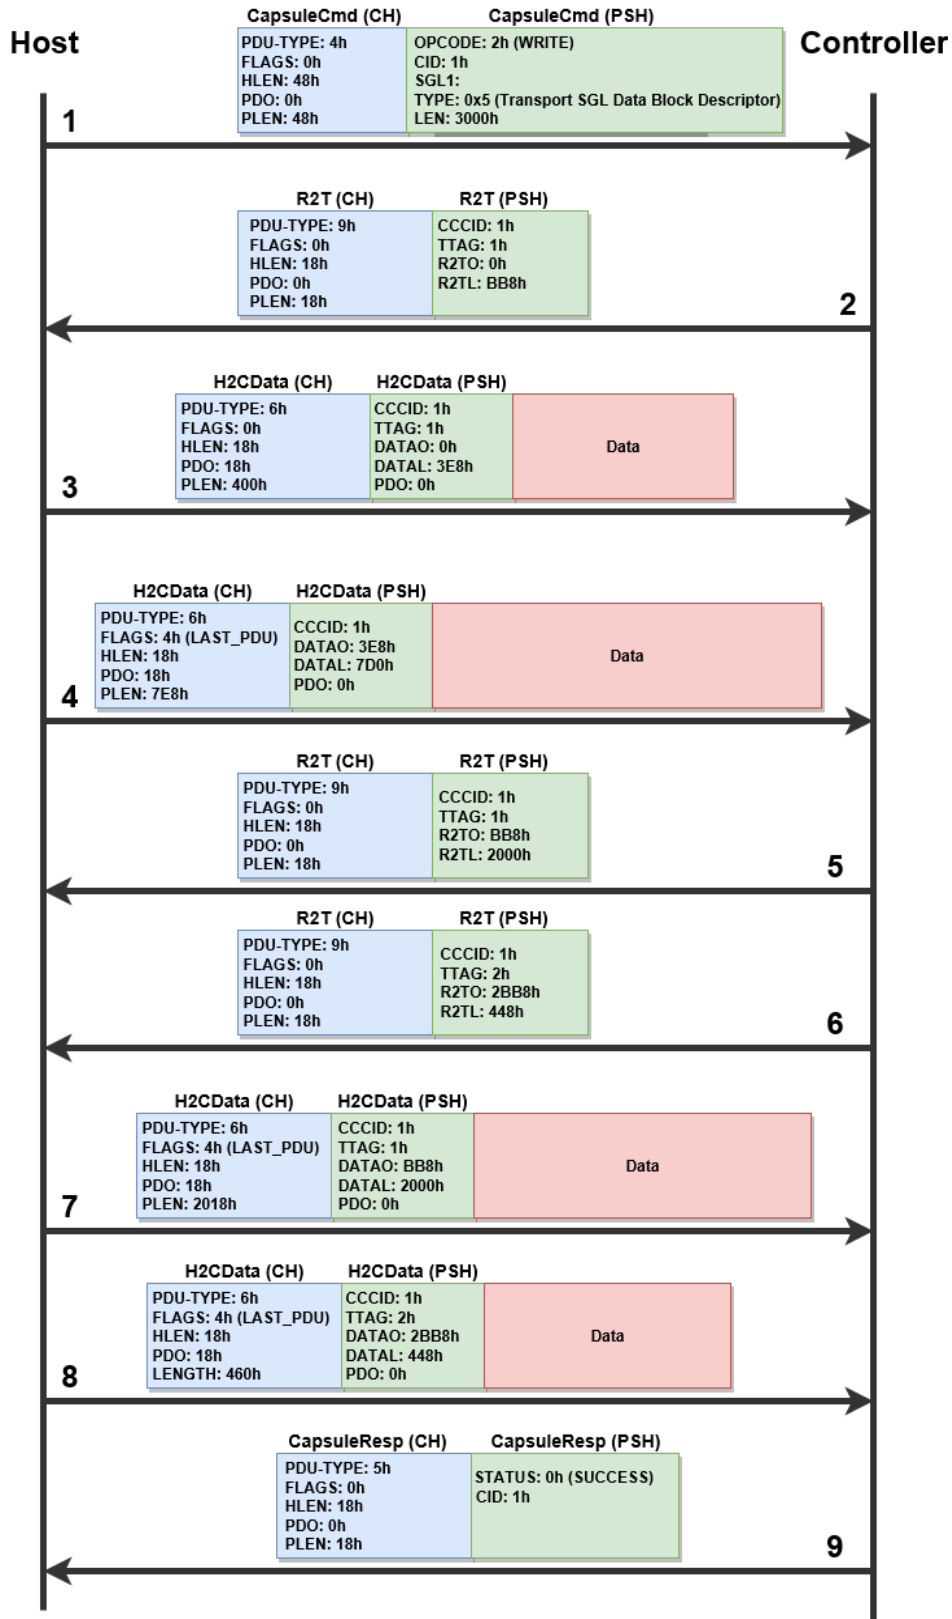 Host
Controller
CapsuleCmd (CH)
CapsuleCmd (PSH)
PDU-TYPE: 4h
FLAGS: 0h
HLEN: 48h
PDO: 0h
PLEN: 48h
OPCODE: 2h (WRITE)
CID: 1h
SGL1:
TYPE: 0x5 (Transport SGL Data Block Descriptor)
LEN: 3000h
1
R2T (CH)
R2T (PSH)
PDU-TYPE: 9h
FLAGS: 0h
HLEN: 18h
PDO: 0h
PLEN: 18h
CCCID: 1h
TTAG: 1h
R2TO: 0h
R2TL: BB8h
2
H2CData (CH)
H2CData (PSH)
PDU-TYPE: 6h
FLAGS: 0h
HLEN: 18h
PDO: 18h
PLEN: 400h
CCCID: 1h
TTAG: 1h
DATAO: 0h
DATAL: 3E8h
PDO: 0h
Data
3
H2CData (CH)
H2CData (PSH)
PDU-TYPE: 6h
FLAGS: 4h (LAST_PDU)
HLEN: 18h
PDO: 18h
PLEN: 7E8h
CCCID: 1h
DATAO: 3E8h
DATAL: 7D0h
PDO: 0h
Data
4
R2T (CH)
R2T (PSH)
PDU-TYPE: 9h
FLAGS: 0h
HLEN: 18h
PDO: 0h
PLEN: 18h
CCCID: 1h
TTAG: 1h
R2TO: BB8h
R2TL: 2000h
5
R2T (CH)
R2T (PSH)
PDU-TYPE: 9h
FLAGS: 0h
HLEN: 18h
PDO: 0h
PLEN: 18h
CCCID: 1h
TTAG: 2h
R2TO: 2BB8h
R2TL: 448h
6
H2CData (CH)
H2CData (PSH)
PDU-TYPE: 6h
FLAGS: 4h (LAST_PDU)
HLEN: 18h
PDO: 18h
PLEN: 2018h
CCCID: 1h
TTAG: 1h
DATAO: BB8h
DATAL: 2000h
PDO: 0h
Data
7
H2CData (CH)
H2CData (PSH)
PDU-TYPE: 6h
FLAGS: 4h (LAST_PDU)
HLEN: 18h
PDO: 18h
LENGTH: 460h
CCCID: 1h
TTAG: 2h
DATAO: 2BB8h
DATAL: 448h
PDO: 0h
Data
8
CapsuleResp (CH)
CapsuleResp (PSH)
PDU-TYPE: 5h
FLAGS: 0h
HLEN: 18h
PDO: 0h
PLEN: 18h
STATUS: 0h (SUCCESS)
CID: 1h
9